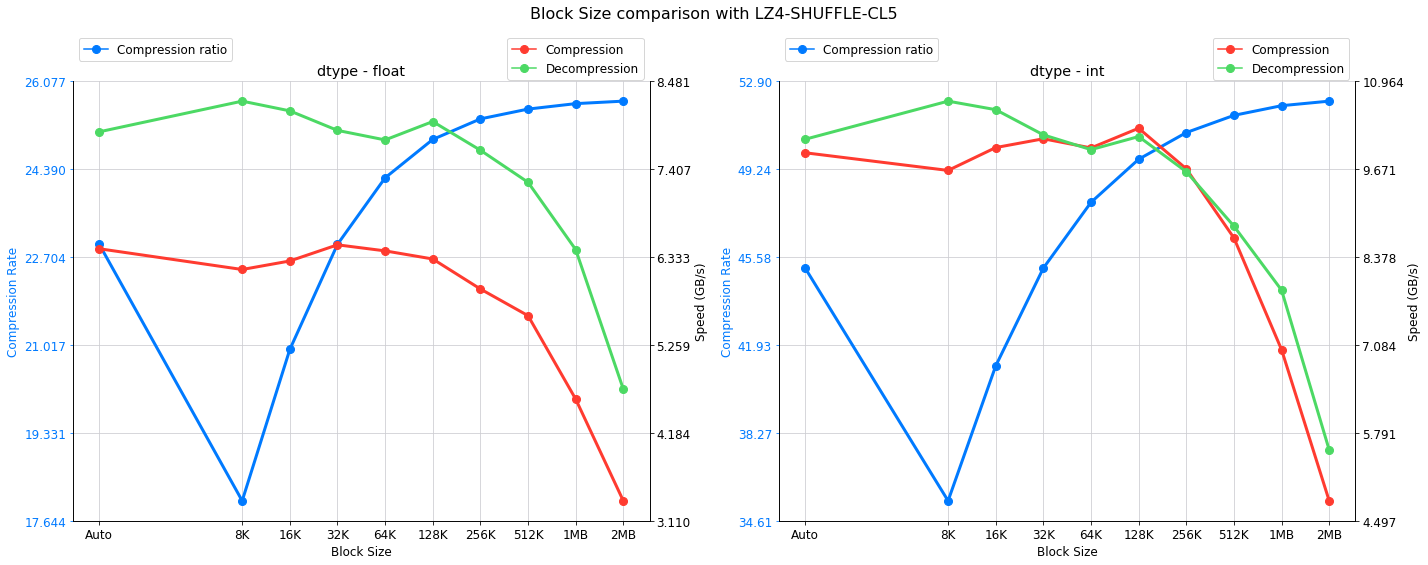 Block Size comparison with LZ4-SHUFFLE-CL5
Compression ratio
Compression
Decompression
dtype - float
26.077
24.390
22.704
21.017
19.331
17.644
Compression Rate
8.481
7.407
6.333
5.259
4.184
3.110
Speed (GB/s)
Auto 8K 16K 32K 64K 128K 256K 512K 1MB 2MB
Block Size
Compression ratio
Compression
Decompression
dtype - int
52.90
49.24
45.58
41.93
38.27
34.61
Compression Rate
10.964
9.671
8.378
7.084
5.791
4.497
Speed (GB/s)
Auto 8K 16K 32K 64K 128K 256K 512K 1MB 2MB
Block Size